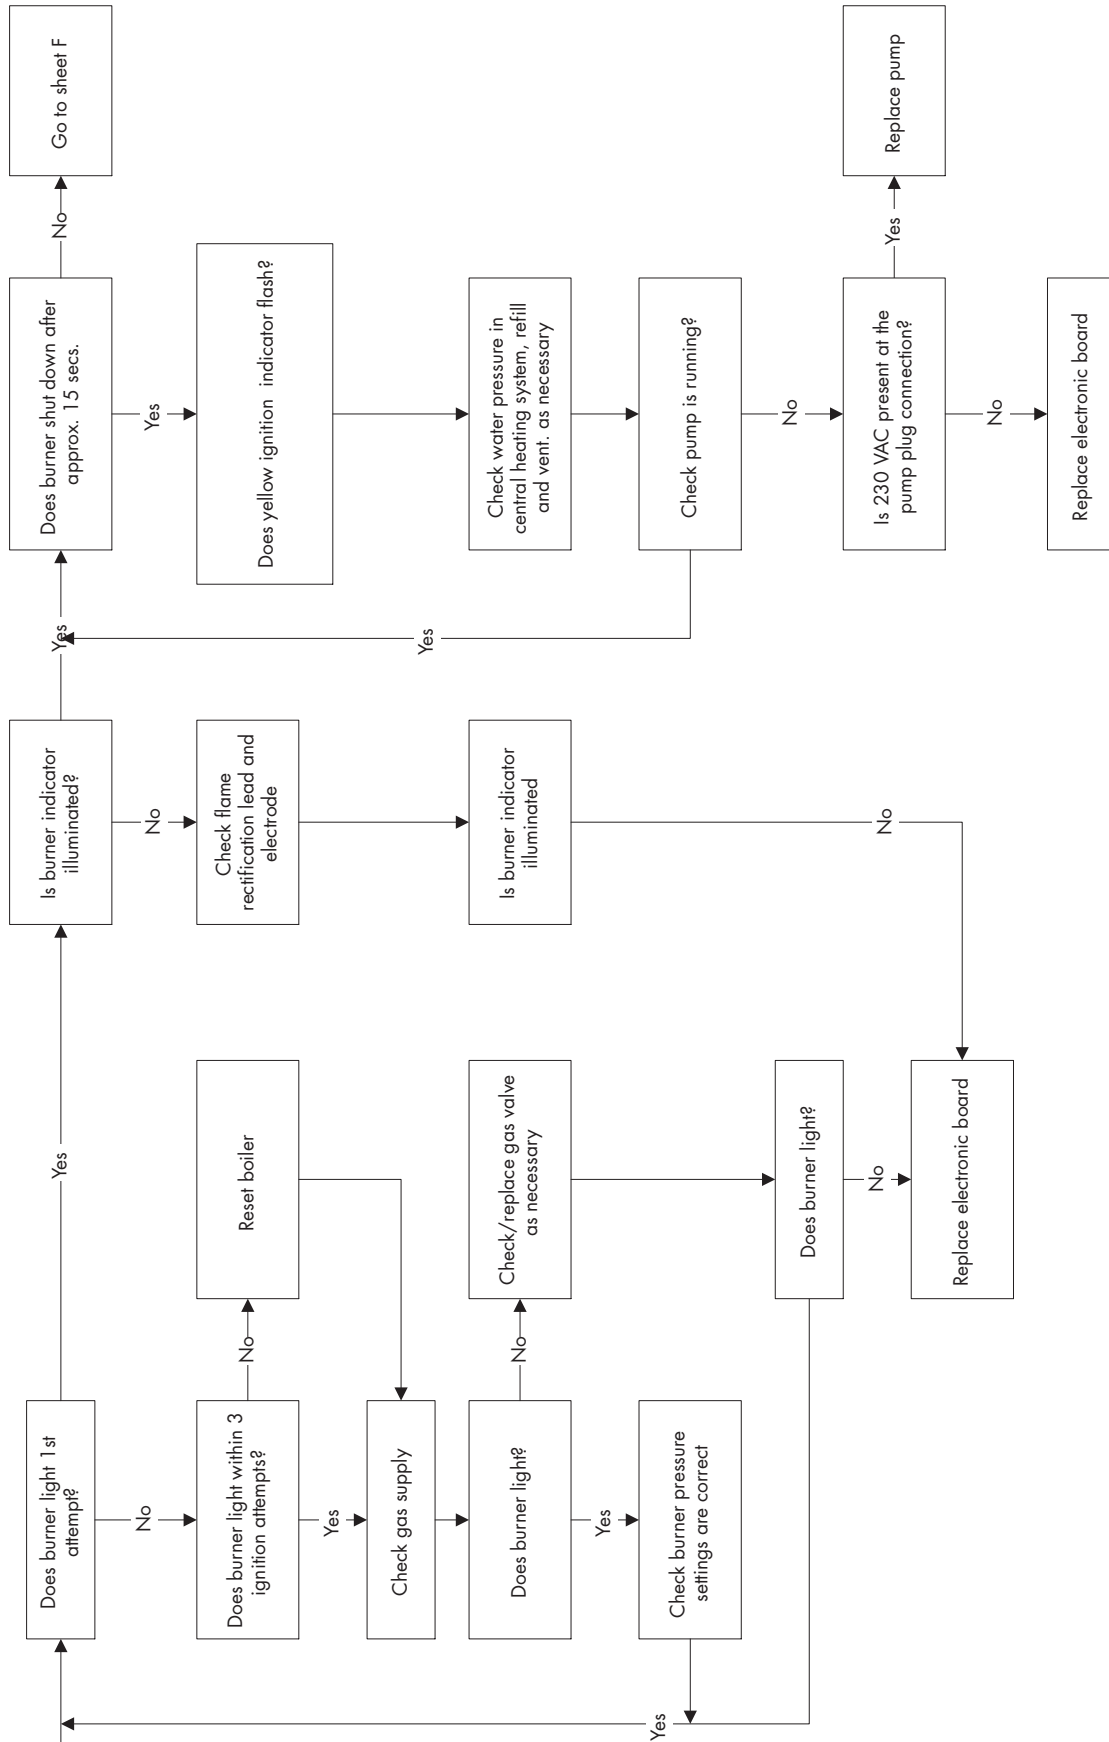 Does burner light 1st
attempt?
Yes
No
Does burner light within 3
ignition attempts?
No
Reset boiler
Yes
Check gas supply
Does burner light?
No
Check/replace gas valve
as necessary
Yes
Check burner pressure
settings are correct
Does burner light?
Yes
No
Replace electronic board
Is burner indicator
illuminated?
Yes
No
Check flame
rectification lead and
electrode
Is burner indicator
illuminated
No
Does burner shut down after
approx. 15 secs.
No
Go to sheet F
Yes
Does yellow ignition indicator flash?
Check water pressure in
central heating system, refill
and vent. as necessary
Check pump is running?
Yes
No
Is 230 VAC present at the
pump plug connection?
Yes
Replace pump
No
Replace electronic board